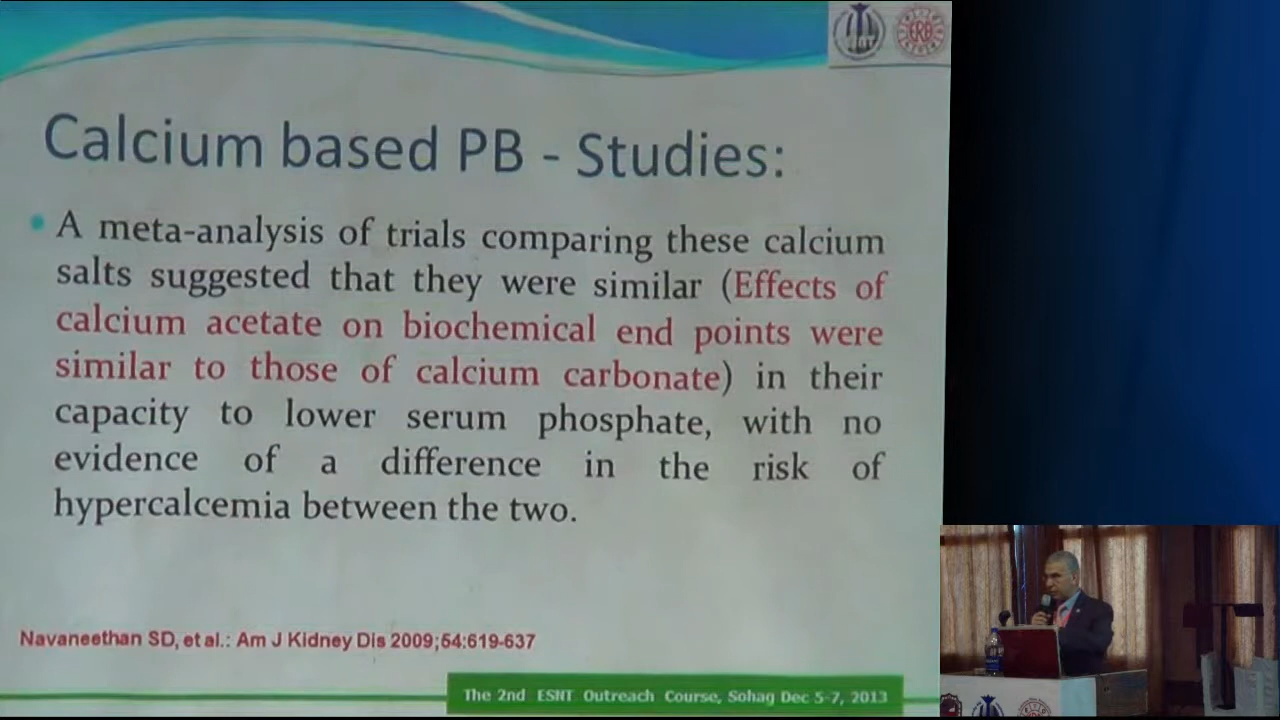 ERB
Calcium based PB - Studies:
A meta-analysis of trials comparing these calcium
salts suggested that they were similar (Effects of
calcium acetate on biochemical end points were
similar to those of calcium carbonate) in their
capacity to lower serum phosphate, with no
evidence of a difference in the risk of
hypercalcemia between the two.
Navaneethan SD, et al.: Am J Kidney Dis 2009;54:619-637
The 2nd ESNT Outreach Course, Sohag Dec 5-7, 2013